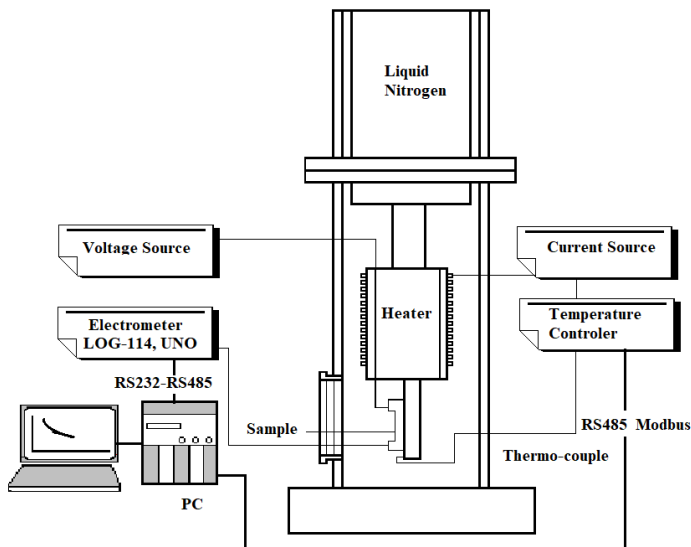 Liquid
Nitrogen
Voltage Source
Current Source
Heater
Electrometer
LOG-114, UNO
Temperature
Controler
RS232-RS485
Sample
RS485 Modbus
Thermo-couple
PC